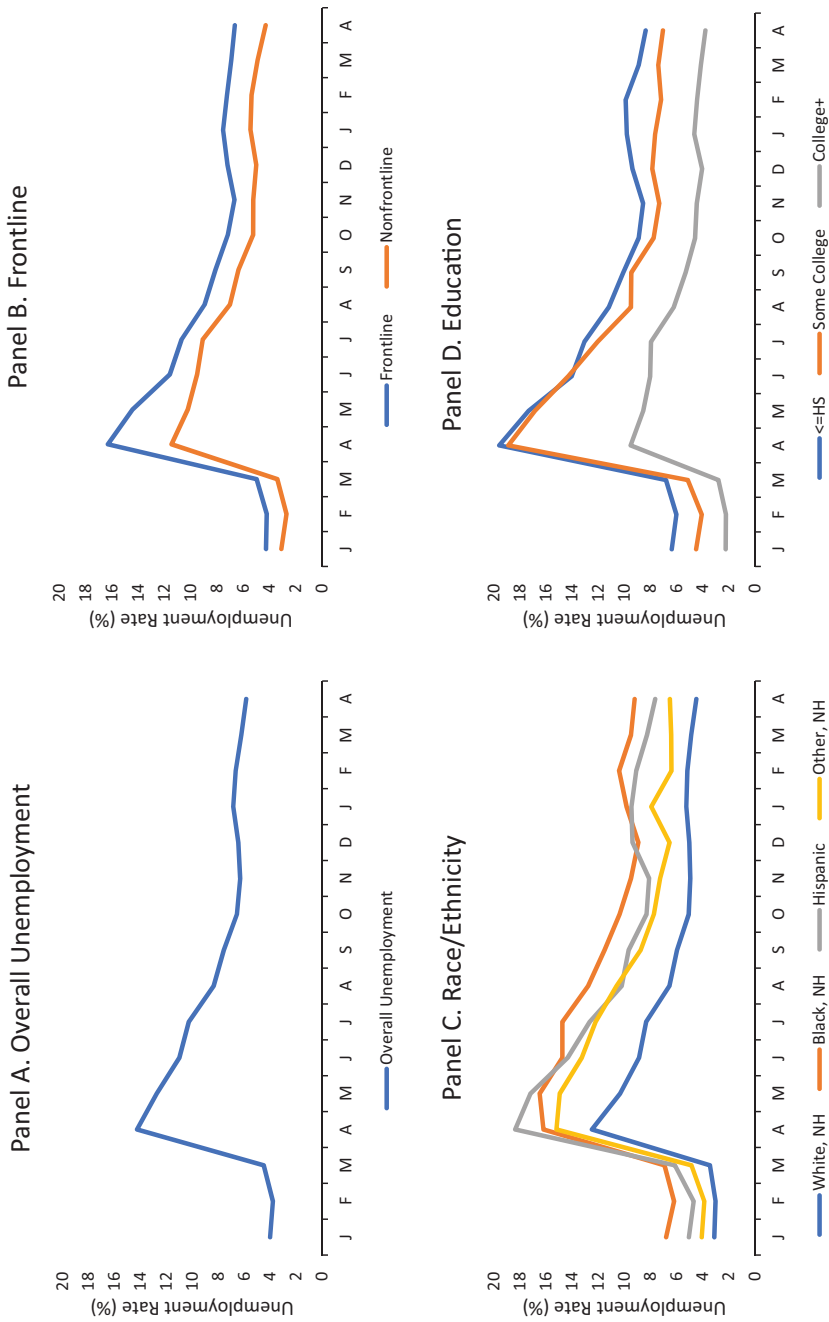 Panel A. Overall Unemployment
Unemployment Rate (%)
20
18
16
14
12
10
8
6
4
2
0
J F M A M J J A S O N D J F M A
Overall Unemployment
Panel B. Frontline
Unemployment Rate (%)
20
18
16
14
12
10
8
6
4
2
0
J F M A M J J A S O N D J F M A
Frontline Nonfrontline
Panel C. Race/Ethnicity
Unemployment Rate (%)
20
18
16
14
12
10
8
6
4
2
0
J F M A M J J A S O N D J F M A
White, NH Black, NH Hispanic Other, NH
Panel D. Education
Unemployment Rate (%)
20
18
16
14
12
10
8
6
4
2
0
J F M A M J J A S O N D J F M A
<=HS Some College College+